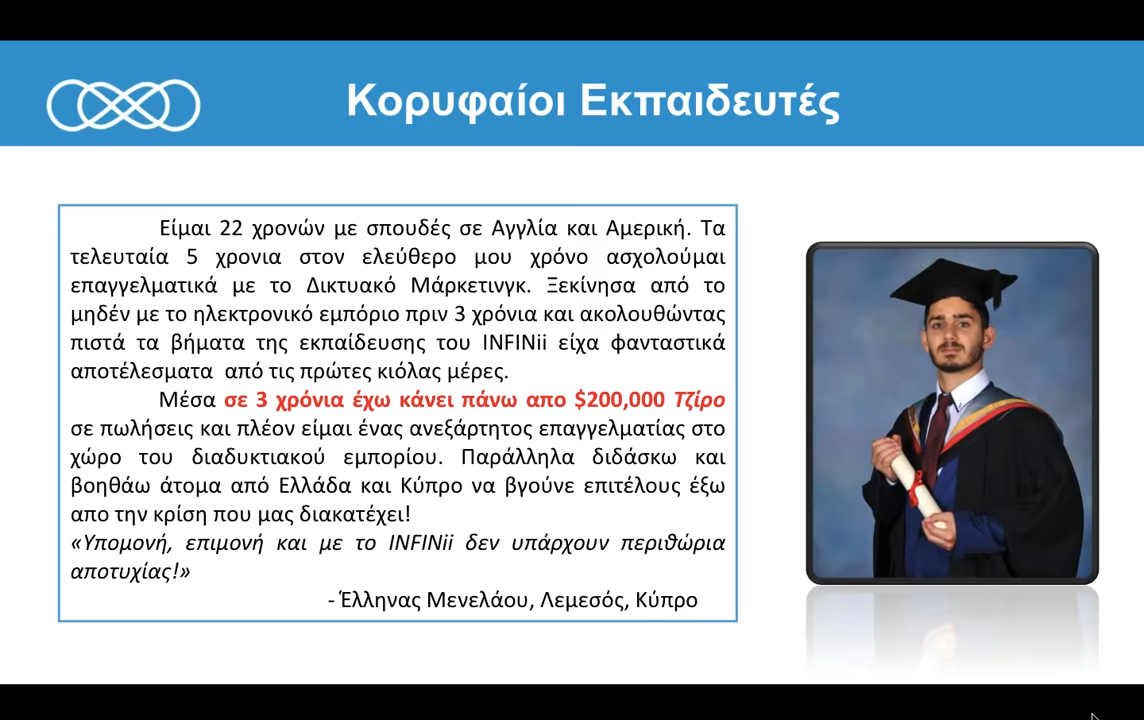 Κορυφαίοι Εκπαιδευτές
Είμαι 22 χρονών με σπουδές σε Αγγλία και Αμερική. Τα
τελευταία 5 χρονια στον ελεύθερο μου χρόνο ασχολούμαι
επαγγελματικά με το Δικτυακό Μάρκετινγκ. Ξεκίνησα από το
μηδέν με το ηλεκτρονικό εμπόριο πριν 3 χρόνια και ακολουθώντας
πιστά τα βήματα της εκπαίδευσης του INFINii είχα φανταστικά
αποτέλεσματα από τις πρώτες κιόλας μέρες.
Μέσα σε 3 χρόνια έχω κάνει πάνω απο $200,000 Τζίρο
σε πωλήσεις και πλέον είμαι ένας ανεξάρτητος επαγγελματίας στο
χώρο του διαδυκτιακού εμπορίου. Παράλληλα διδάσκω και
βοηθάω άτομα από Ελλάδα και Κύπρο να βγούνε επιτέλους έξω
απο την κρίση που μας διακατέχει!
«Υπομονή, επιμονή και με το INFINii δεν υπάρχουν περιθώρια
αποτυχίας!»
- Έλληνας Μενελάου, Λεμεσός, Κύπρο